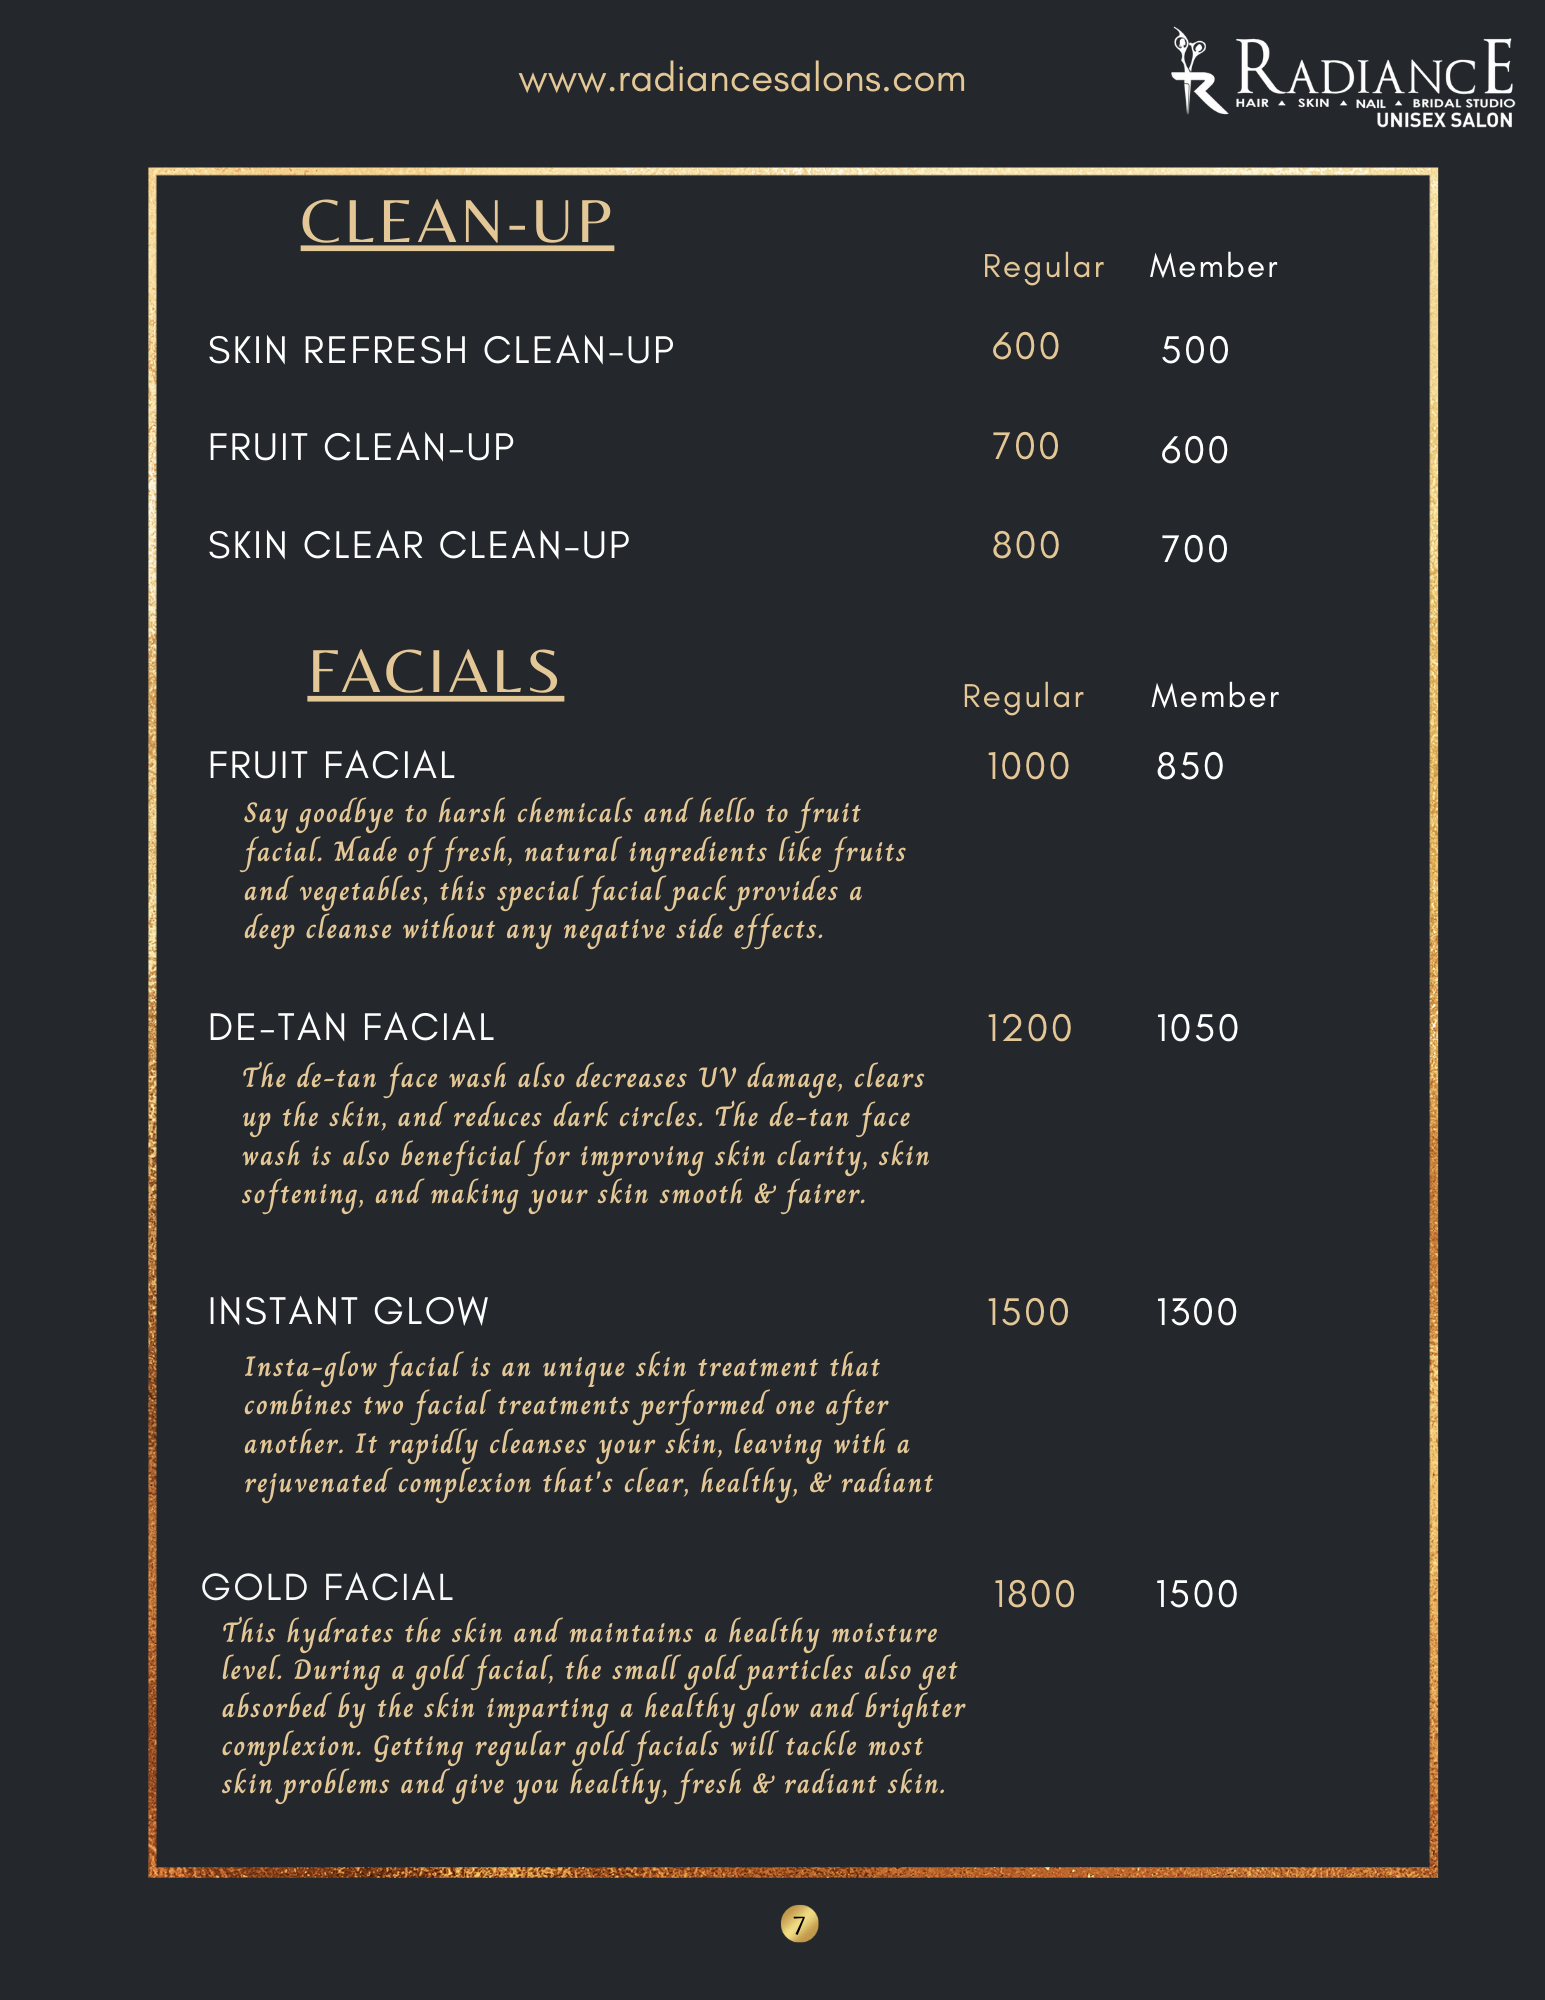 www.radiancesalons.com
RADIANCE
HAIR ▲ SKIN ▲ NAIL ▲ BRIDAL STUDIO
UNISEX SALON
CLEAN-UP
Regular Member
SKIN REFRESH CLEAN-UP 600 500
FRUIT CLEAN-UP 700 600
SKIN CLEAR CLEAN-UP 800 700
FACIALS
Regular Member
FRUIT FACIAL 1000 850
Say goodbye to harsh chemicals and hello to fruit
facial. Made of fresh, natural ingredients like fruits
and vegetables, this special facial pack provides a
deep cleanse without any negative side effects.
DE-TAN FACIAL 1200 1050
The de-tan face wash also decreases UV damage, clears
up the skin, and reduces dark circles. The de-tan face
wash is also beneficial for improving skin clarity, skin
softening, and making your skin smooth & fairer.
INSTANT GLOW 1500 1300
Insta-glow facial is an unique skin treatment that
combines two facial treatments performed one after
another. It rapidly cleanses your skin, leaving with a
rejuvenated complexion that's clear, healthy, & radiant
GOLD FACIAL 1800 1500
This hydrates the skin and maintains a healthy moisture
level. During a gold facial, the small gold particles also get
absorbed by the skin imparting a healthy glow and brighter
complexion. Getting regular gold facials will tackle most
skin problems and give you healthy, fresh & radiant skin.
7